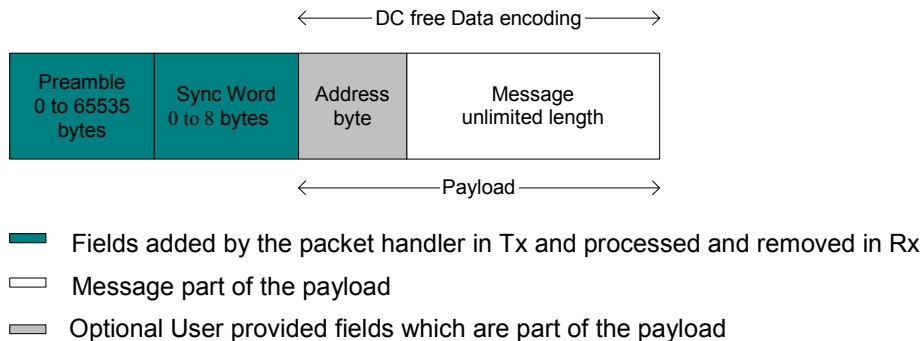 DC free Data encoding
Preamble
0 to 65535
bytes
Sync Word
0 to 8 bytes
Address
byte
Message
unlimited length
Payload
Fields added by the packet handler in Tx and processed and removed in Rx
Message part of the payload
Optional User provided fields which are part of the payload